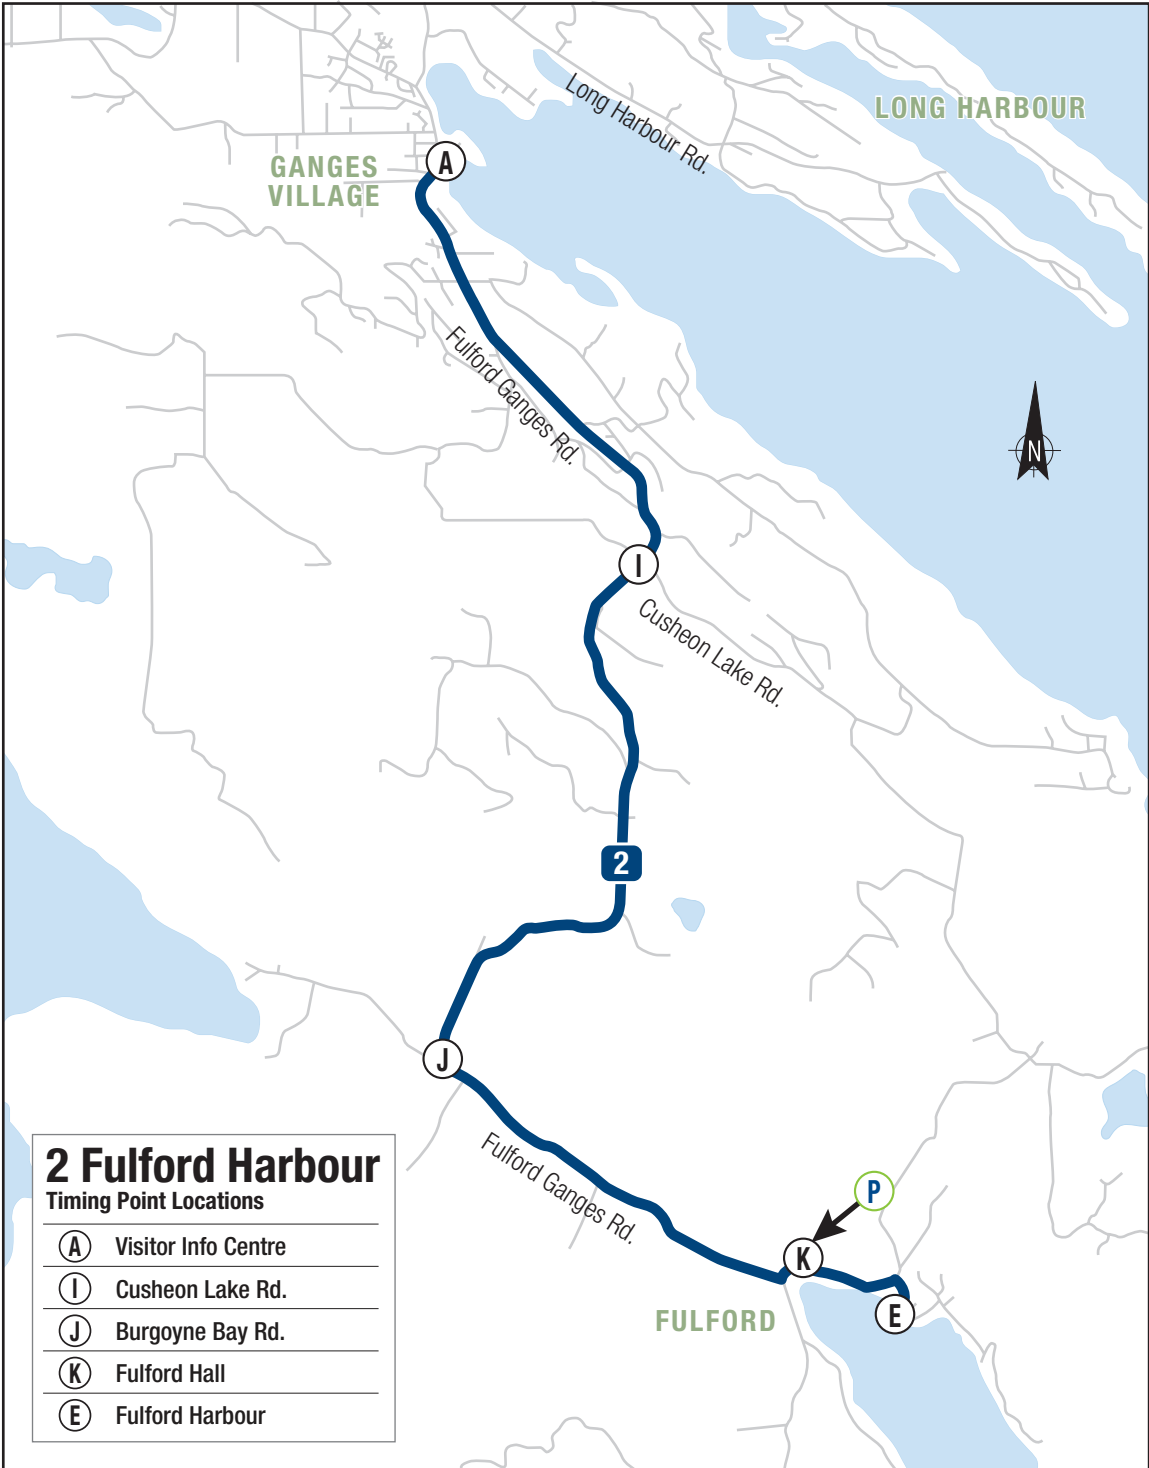 Long Harbour Rd.
LONG HARBOUR
GANGES
VILLAGE
A
Fulford Ganges Rd.
N
I
Cusheon Lake Rd.
2
J
Fulford Ganges Rd.
P
K
E
FULFORD
2 Fulford Harbour
Timing Point Locations
A Visitor Info Centre
I Cusheon Lake Rd.
J Burgoyne Bay Rd.
K Fulford Hall
E Fulford Harbour